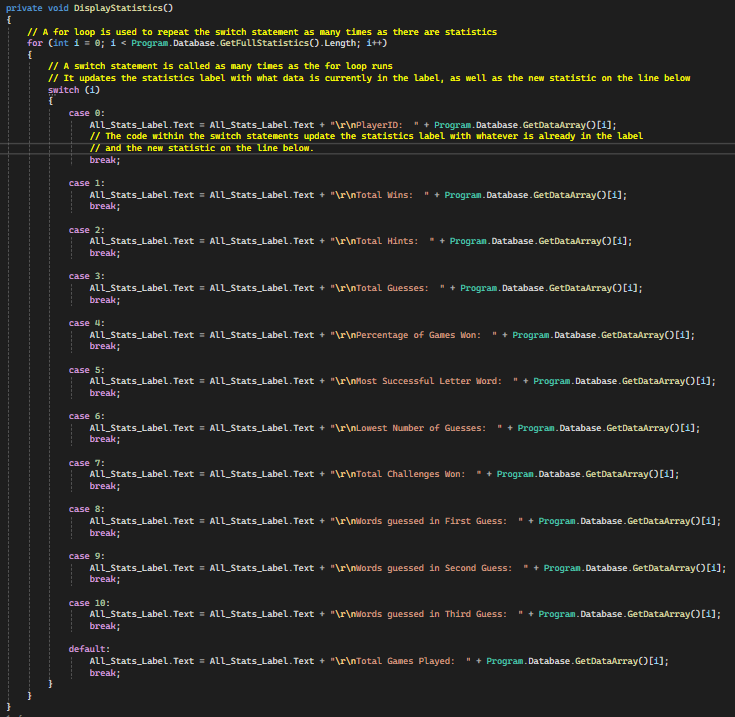 private void DisplayStatistics()
{
// A for loop is used to repeat the switch statement as many times as there are statistics
for (int i = 0; i < Program.Database.GetFullStatistics().Length; i++)
{
// A switch statement is called as many times as the for loop runs
// It updates the statistics label with what data is currently in the label, as well as the new statistic on the line below
switch (i)
{
case 0:
All_Stats_Label.Text = All_Stats_Label.Text + "\r\nPlayerID:  " + Program.Database.GetDataArray()[i];
// The code within the switch statements update the statistics label with whatever is already in the label
// and the new statistic on the line below.
break;
case 1:
All_Stats_Label.Text = All_Stats_Label.Text + "\r\nTotal Wins:  " + Program.Database.GetDataArray()[i];
break;
case 2:
All_Stats_Label.Text = All_Stats_Label.Text + "\r\nTotal Hints:  " + Program.Database.GetDataArray()[i];
break;
case 3:
All_Stats_Label.Text = All_Stats_Label.Text + "\r\nTotal Guesses:  " + Program.Database.GetDataArray()[i];
break;
case 4:
All_Stats_Label.Text = All_Stats_Label.Text + "\r\nPercentage of Games Won:  " + Program.Database.GetDataArray()[i];
break;
case 5:
All_Stats_Label.Text = All_Stats_Label.Text + "\r\nMost Successful Letter Word:  " + Program.Database.GetDataArray()[i];
break;
case 6:
All_Stats_Label.Text = All_Stats_Label.Text + "\r\nLowest Number of Guesses:  " + Program.Database.GetDataArray()[i];
break;
case 7:
All_Stats_Label.Text = All_Stats_Label.Text + "\r\nTotal Challenges Won:  " + Program.Database.GetDataArray()[i];
break;
case 8:
All_Stats_Label.Text = All_Stats_Label.Text + "\r\nWords guessed in First Guess:  " + Program.Database.GetDataArray()[i];
break;
case 9:
All_Stats_Label.Text = All_Stats_Label.Text + "\r\nWords guessed in Second Guess:  " + Program.Database.GetDataArray()[i];
break;
case 10:
All_Stats_Label.Text = All_Stats_Label.Text + "\r\nWords guessed in Third Guess:  " + Program.Database.GetDataArray()[i];
break;
default:
All_Stats_Label.Text = All_Stats_Label.Text + "\r\nTotal Games Played:  " + Program.Database.GetDataArray()[i];
break;
}
}
}